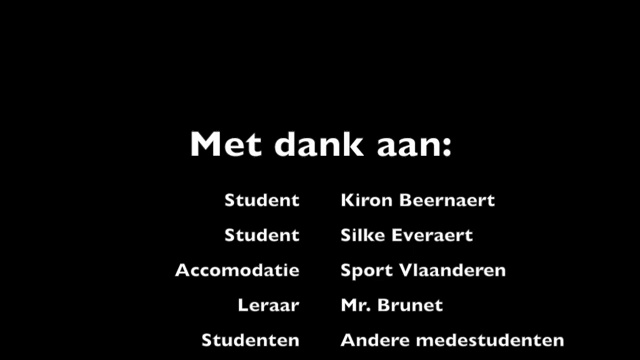 Met dank aan:
Student Kiron Beernaert
Student Silke Everaert
Accomodatie Sport Vlaanderen
Leraar Mr. Brunet
Studenten Andere medestudenten